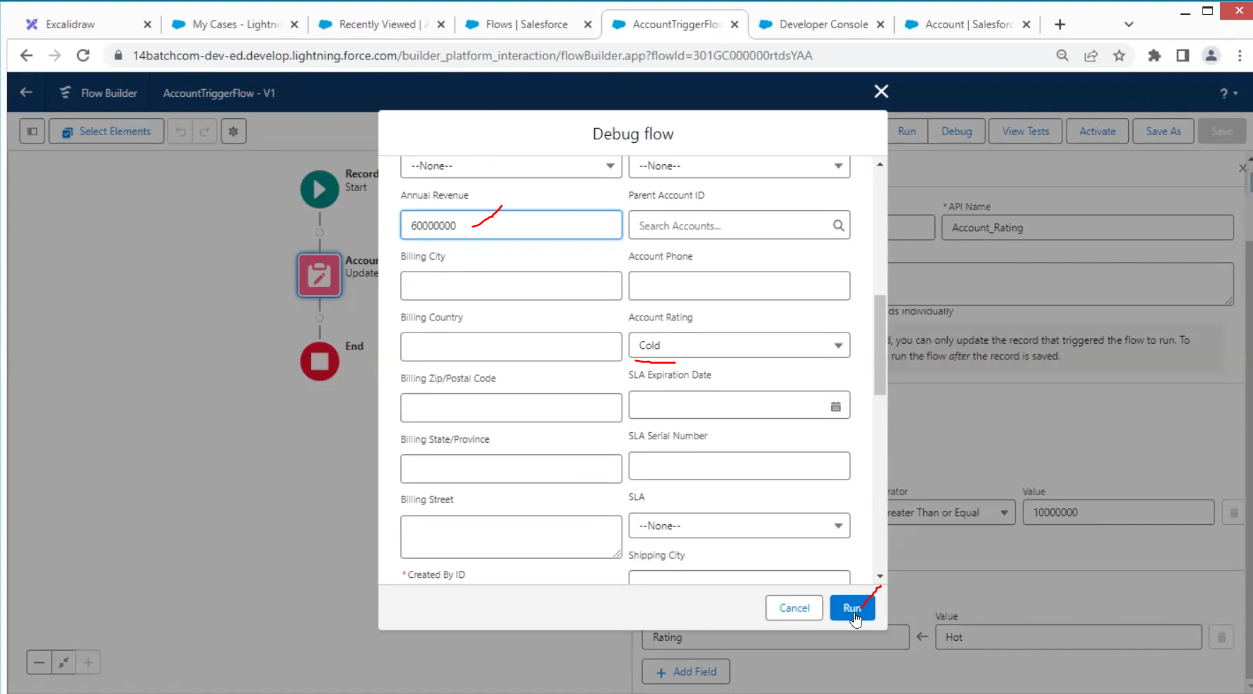 Excalidraw
My Cases - Lightni
Recently Viewed | A
Flows | Salesforce
AccountTriggerFlo
Developer Console
Account | Salesforc
14batchcom-dev-ed.develop.lightning.force.com/builder_platform_interaction/flowBuilder.app?flowId=301GC000000rtdsYAA
Flow Builder
AccountTriggerFlow - V1
?
Select Elements
Run
Debug
View Tests
Activate
Save As
Save
Debug flow
--None--
--None--
Annual Revenue
Parent Account ID
60000000
Search Accounts...
Billing City
Account Phone
Billing Country
Account Rating
Cold
Billing Zip/Postal Code
SLA Expiration Date
Billing State/Province
SLA Serial Number
Billing Street
SLA
--None--
Shipping City
*Created By ID
Cancel
Run
Record
Start
Accou
Update
End
*API Name
Account_Rating
ds individually
d, you can only update the record that triggered the flow to run. To
run the flow after the record is saved.
rator
Value
reater Than or Equal
10000000
Value
Rating
Hot
+ Add Field